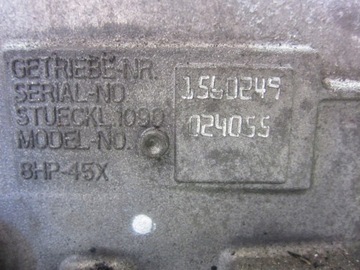 GETRIEBE-NR.
SERIAL-NO.
STUECKL.1090
MODEL-NO.
8HP-45X
1560249
024055